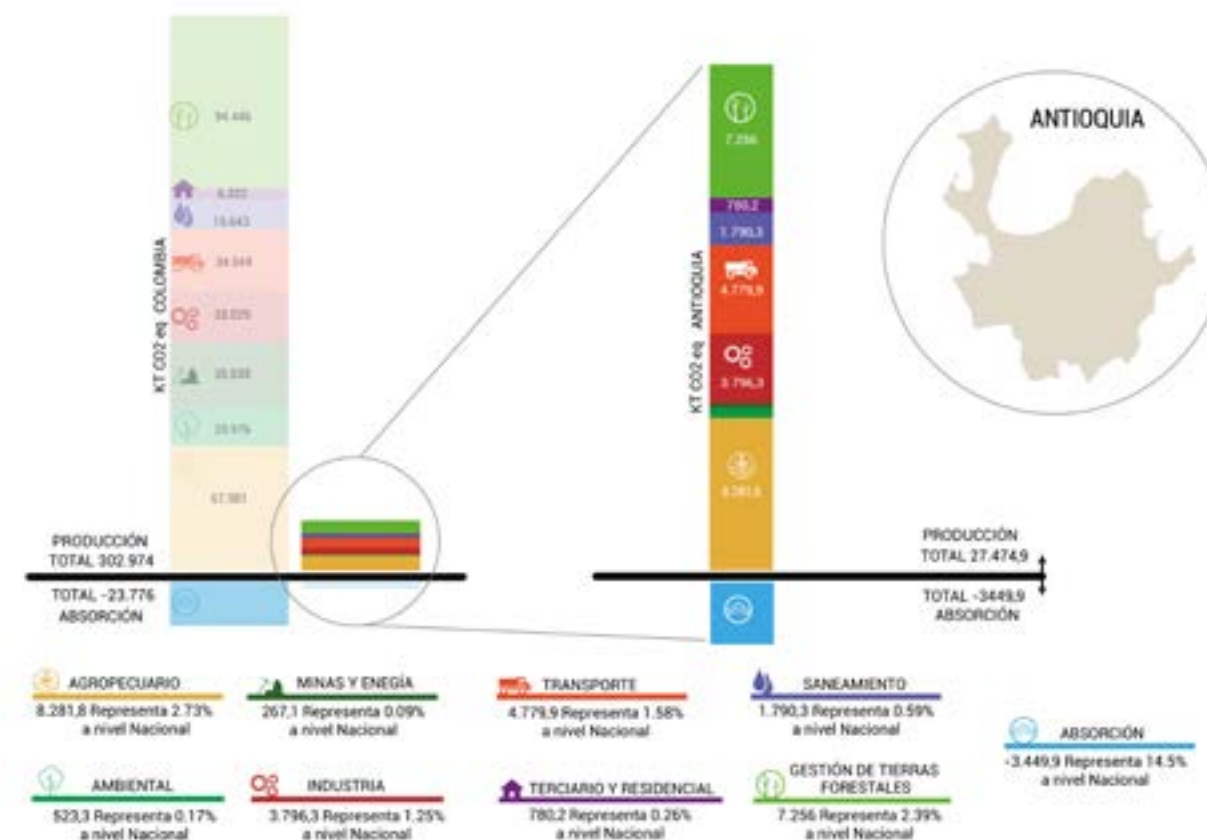 94.446
KT CO2 eq COLOMBIA
67.981
PRODUCCIÓN
TOTAL 302.974
TOTAL -23.776
ABSORCIÓN
7.256
780,2
1.790,3
4.779,9
3.796,3
KT CO2 eq ANTIOQUIA
ANTIOQUIA
PRODUCCIÓN
TOTAL 27.474,9
TOTAL -3449,9
ABSORCIÓN
AGROPECUARIO
8.281,8 Representa 2.73%
a nivel Nacional
MINAS Y ENEGÍA
267,1 Representa 0.09%
a nivel Nacional
TRANSPORTE
4.779,9 Representa 1.58%
a nivel Nacional
SANEAMIENTO
1.790,3 Representa 0.59%
a nivel Nacional
ABSORCIÓN
-3.449,9 Representa 14.5%
a nivel Nacional
AMBIENTAL
523,3 Representa 0.17%
a nivel Nacional
INDUSTRIA
3.796,3 Representa 1.25%
a nivel Nacional
TERCIARIO Y RESIDENCIAL
780,2 Representa 0.26%
a nivel Nacional
GESTIÓN DE TIERRAS
FORESTALES
7.256 Representa 2.39%
a nivel Nacional